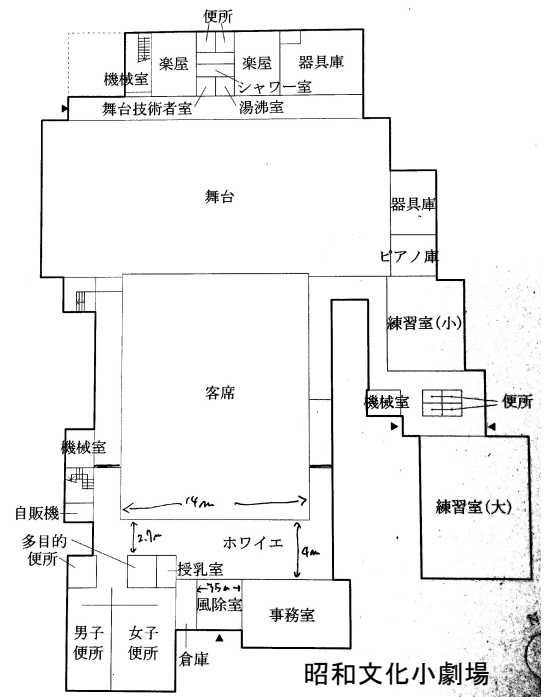 便所
機械室
楽屋
楽屋
器具庫
シャワー室
舞台技術者室
湯沸室
舞台
器具庫
ピアノ庫
練習室(小)
客席
機械室
便所
機械室
練習室(大)
14m
自販機
2.7m
ホワイエ
4m
多目的
便所
授乳室
風除室
事務室
男子
便所
女子
便所
倉庫
昭和文化小劇場
N